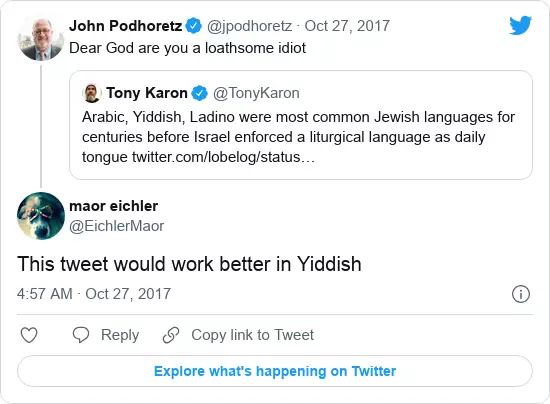 John Podhoretz @jpodhoretz · Oct 27, 2017
Dear God are you a loathsome idiot
Tony Karon @TonyKaron
Arabic, Yiddish, Ladino were most common Jewish languages for
centuries before Israel enforced a liturgical language as daily
tongue twitter.com/lobelog/status…
maor eichler
@EichlerMaor
This tweet would work better in Yiddish
4:57 AM · Oct 27, 2017
Reply Copy link to Tweet
Explore what's happening on Twitter